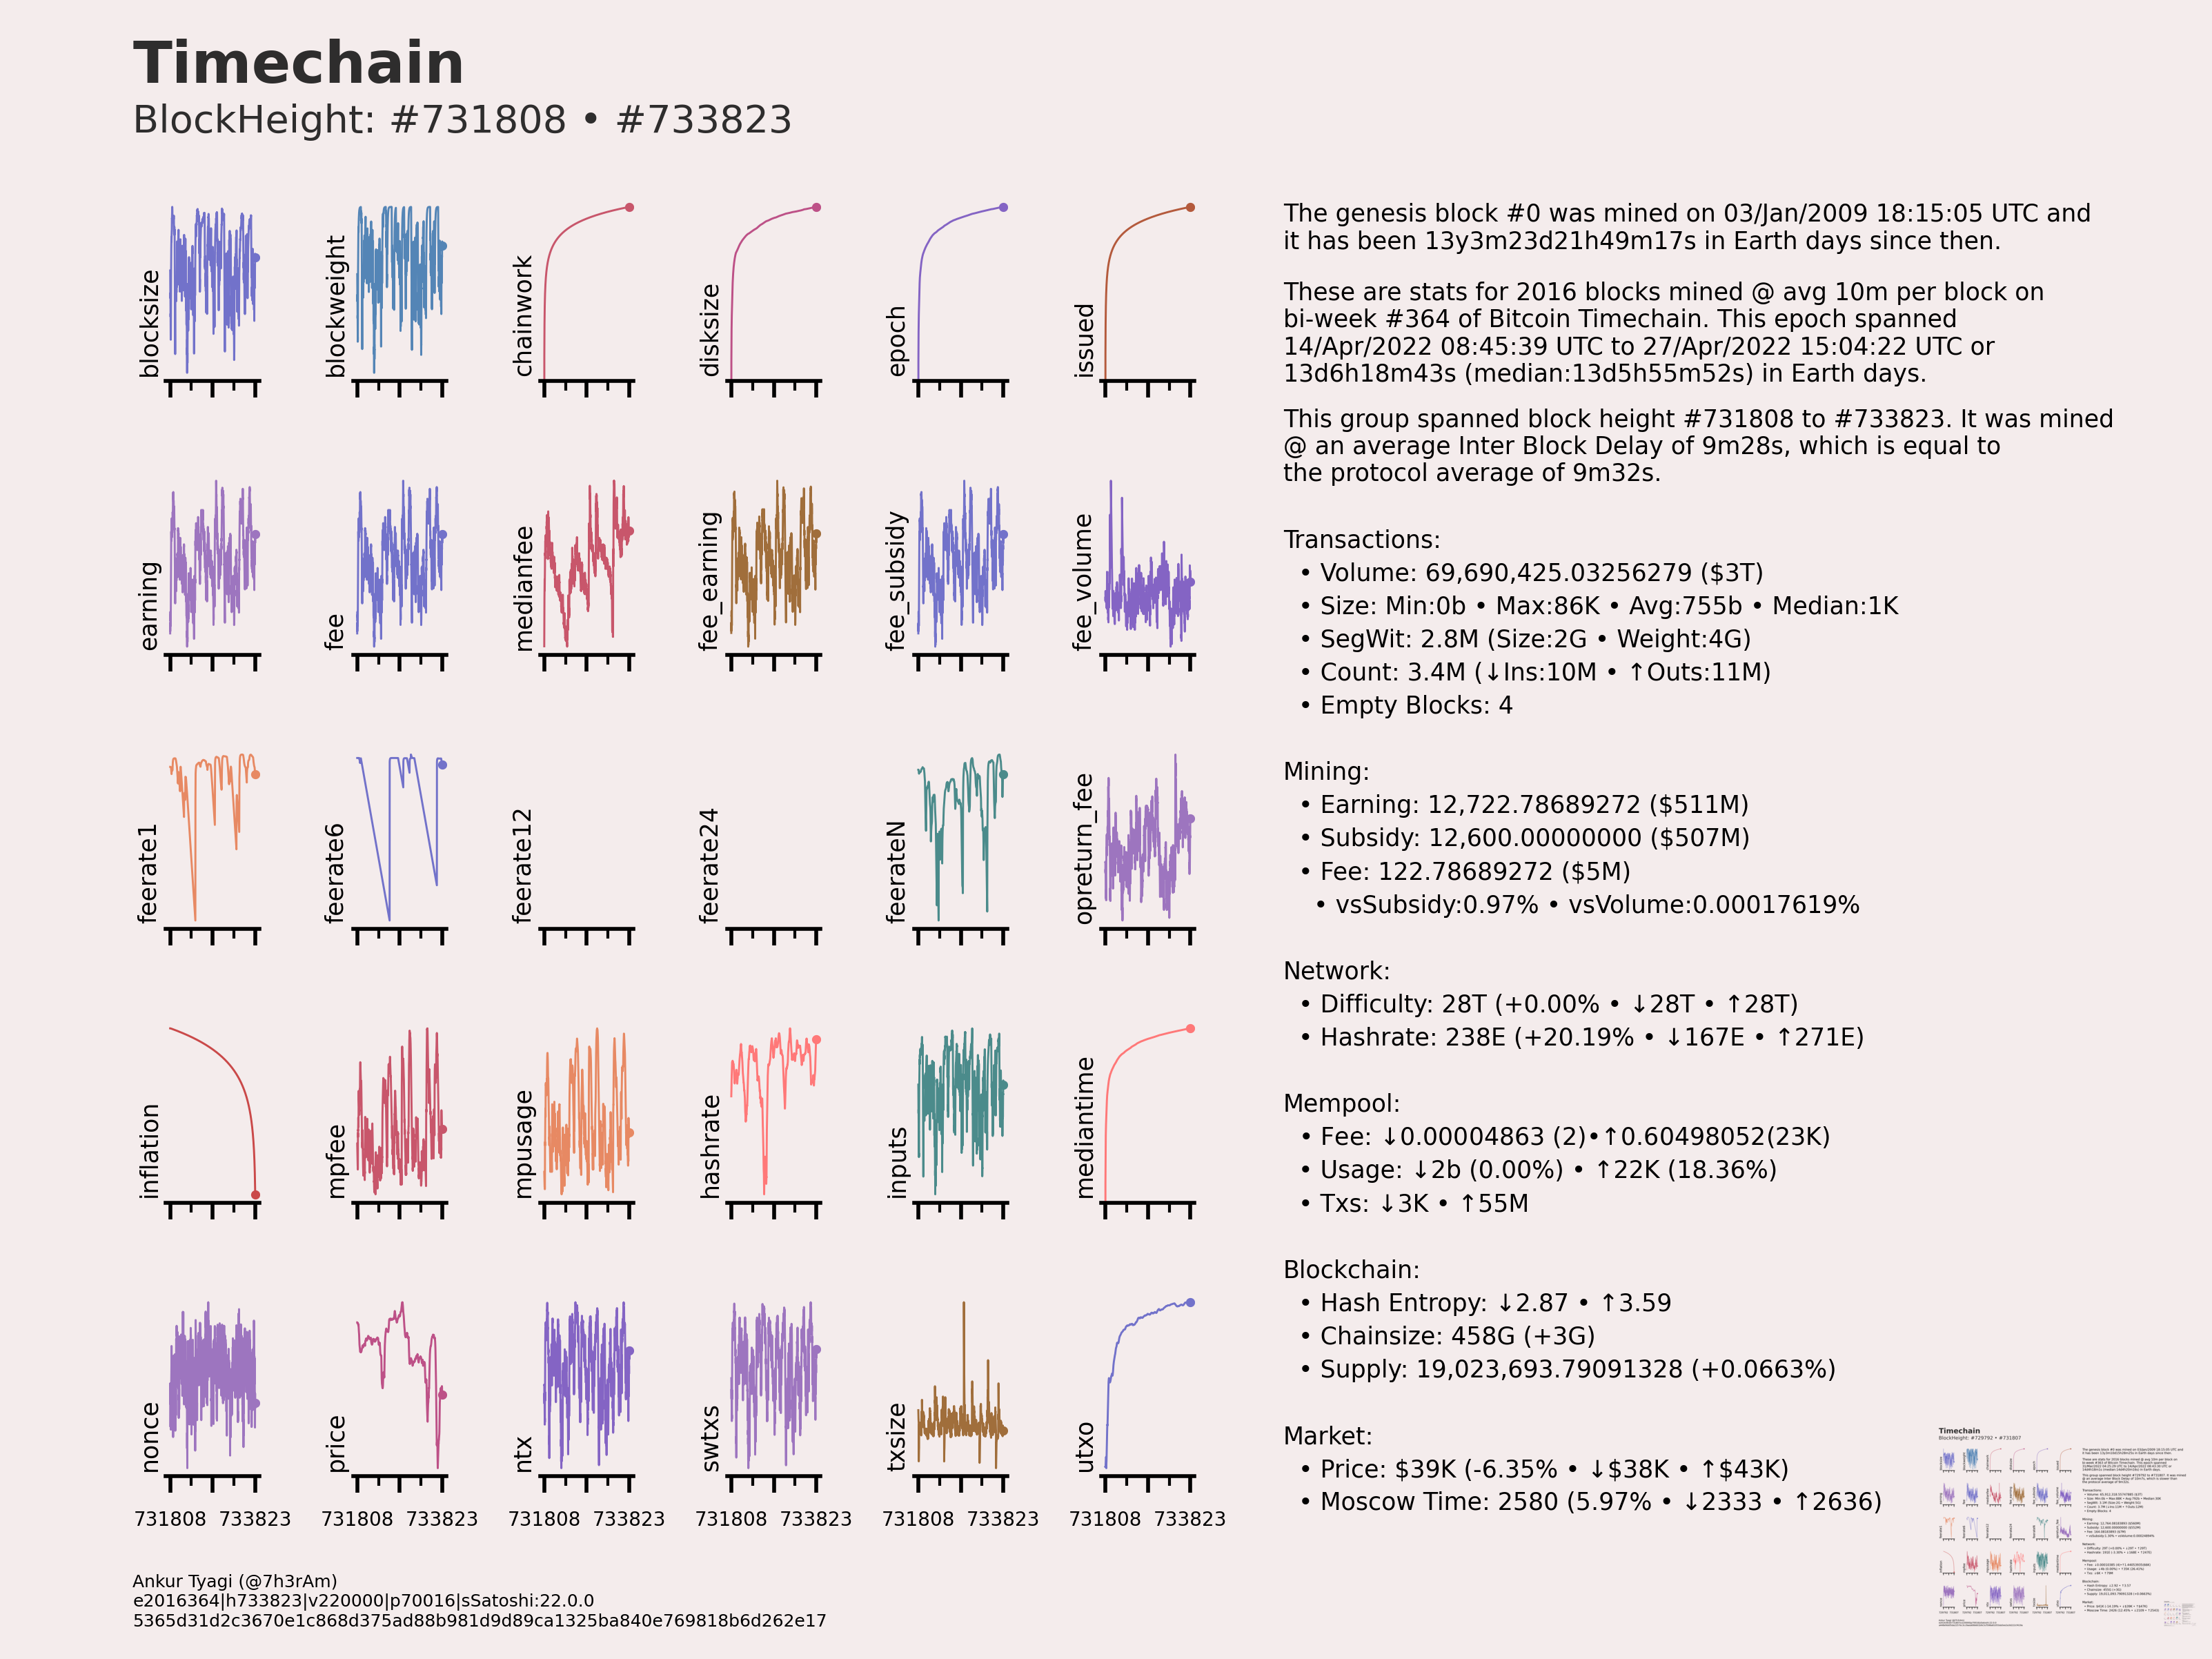 Timechain
BlockHeight: #731808 • #733823
blocksize
blockweight
chainwork
disksize
epoch
issued
earning
fee
medianfee
fee_earning
fee_subsidy
fee_volume
feerate1
feerate6
feerate12
feerate24
feerateN
opreturn_fee
inflation
mpfee
mpusage
hashrate
inputs
mediantime
nonce
price
ntx
swtxs
txsize
utxo
731808 733823 731808 733823 731808 733823 731808 733823 731808 733823 731808 733823
The genesis block #0 was mined on 03/Jan/2009 18:15:05 UTC and
it has been 13y3m23d21h49m17s in Earth days since then.
These are stats for 2016 blocks mined @ avg 10m per block on
bi-week #364 of Bitcoin Timechain. This epoch spanned
14/Apr/2022 08:45:39 UTC to 27/Apr/2022 15:04:22 UTC or
13d6h18m43s (median:13d5h55m52s) in Earth days.
This group spanned block height #731808 to #733823. It was mined
@ an average Inter Block Delay of 9m28s, which is equal to
the protocol average of 9m32s.
Transactions:
• Volume: 69,690,425.03256279 ($3T)
• Size: Min:0b • Max:86K • Avg:755b • Median:1K
• SegWit: 2.8M (Size:2G • Weight:4G)
• Count: 3.4M (↓Ins:10M • ↑Outs:11M)
• Empty Blocks: 4
Mining:
• Earning: 12,722.78689272 ($511M)
• Subsidy: 12,600.00000000 ($507M)
• Fee: 122.78689272 ($5M)
• vsSubsidy:0.97% • vsVolume:0.00017619%
Network:
• Difficulty: 28T (+0.00% • ↓28T • ↑28T)
• Hashrate: 238E (+20.19% • ↓167E • ↑271E)
Mempool:
• Fee: ↓0.00004863 (2)•↑0.60498052(23K)
• Usage: ↓2b (0.00%) • ↑22K (18.36%)
• Txs: ↓3K • ↑55M
Blockchain:
• Hash Entropy: ↓2.87 • ↑3.59
• Chainsize: 458G (+3G)
• Supply: 19,023,693.79091328 (+0.0663%)
Market:
• Price: $39K (-6.35% • ↓$38K • ↑$43K)
• Moscow Time: 2580 (5.97% • ↓2333 • ↑2636)
Ankur Tyagi (@7h3rAm)
e2016364|h733823|v220000|p70016|sSatoshi:22.0.0
5365d31d2c3670e1c868d375ad88b981d9d89ca1325ba840e769818b6d262e17
Timechain
BlockHeight: #729792 • #731807